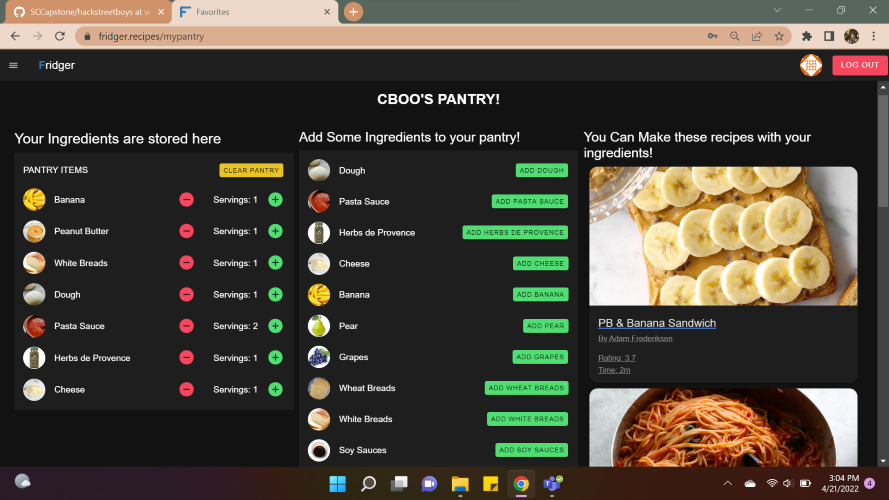 SCCapstone/hackstreetboys at
Favorites
fridger.recipes/mypantry
Fridger
LOG OUT
CBOO'S PANTRY!
Your Ingredients are stored here
PANTRY ITEMS
CLEAR PANTRY
Banana
Servings: 1
Peanut Butter
Servings: 1
White Breads
Servings: 1
Dough
Servings: 1
Pasta Sauce
Servings: 2
Herbs de Provence
Servings: 1
Cheese
Servings: 1
Add Some Ingredients to your pantry!
Dough
ADD DOUGH
Pasta Sauce
ADD PASTA SAUCE
Herbs de Provence
ADD HERBS DE PROVENCE
Cheese
ADD CHEESE
Banana
ADD BANANA
Pear
ADD PEAR
Grapes
ADD GRAPES
Wheat Breads
ADD WHEAT BREADS
White Breads
ADD WHITE BREADS
Soy Sauces
ADD SOY SAUCES
You Can Make these recipes with your
ingredients!
PB & Banana Sandwich
By Adam Frederiksen
Rating: 3.7
Time: 2m
3:04 PM
4/21/2022
4